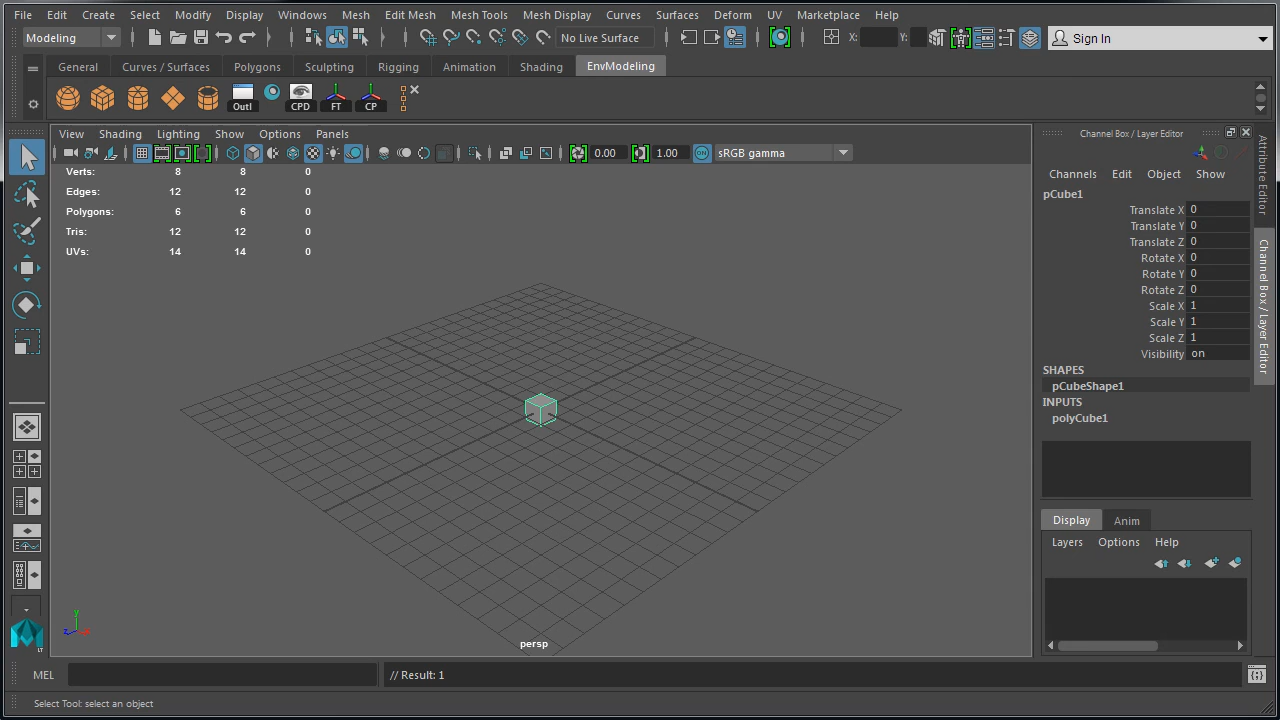 File Edit Create Select Modify Display Windows Mesh Edit Mesh Mesh Tools Mesh Display Curves Surfaces Deform UV Marketplace Help
Modeling No Live Surface X: Y: Sign In
General Curves / Surfaces Polygons Sculpting Rigging Animation Shading EnvModeling
Outl CPD FT CP
View Shading Lighting Show Options Panels
0.00 1.00 sRGB gamma
Verts: 8 8 0
Edges: 12 12 0
Polygons: 6 6 0
Tris: 12 12 0
UVs: 14 14 0
persp
y
z
Channel Box / Layer Editor
Channels Edit Object Show
pCube1
Translate X 0
Translate Y 0
Translate Z 0
Rotate X 0
Rotate Y 0
Rotate Z 0
Scale X 1
Scale Y 1
Scale Z 1
Visibility on
SHAPES
pCubeShape1
INPUTS
polyCube1
Display Anim
Layers Options Help
Attribute Editor
Channel Box / Layer Editor
LT
MEL // Result: 1
Select Tool: select an object